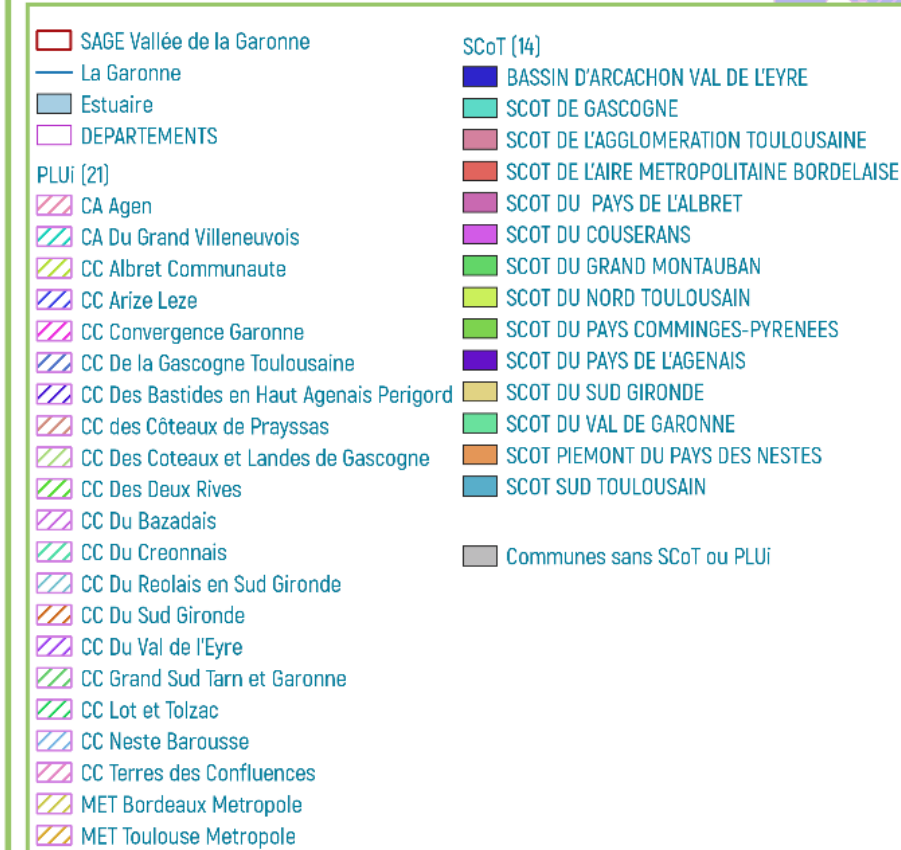 SAGE Vallée de la Garonne
La Garonne
Estuaire
DEPARTEMENTS
PLUi (21)
CA Agen
CA Du Grand Villeneuvois
CC Albret Communaute
CC Arize Leze
CC Convergence Garonne
CC De la Gascogne Toulousaine
CC Des Bastides en Haut Agenais Perigord
CC des Côteaux de Prayssas
CC Des Coteaux et Landes de Gascogne
CC Des Deux Rives
CC Du Bazadais
CC Du Creonnais
CC Du Reolais en Sud Gironde
CC Du Sud Gironde
CC Du Val de l'Eyre
CC Grand Sud Tarn et Garonne
CC Lot et Tolzac
CC Neste Barousse
CC Terres des Confluences
MET Bordeaux Metropole
MET Toulouse Metropole
SCoT (14)
BASSIN D'ARCACHON VAL DE L'EYRE
SCOT DE GASCOGNE
SCOT DE L'AGGLOMERATION TOULOUSAINE
SCOT DE L'AIRE METROPOLITAINE BORDELAISE
SCOT DU PAYS DE L'ALBRET
SCOT DU COUSERANS
SCOT DU GRAND MONTAUBAN
SCOT DU NORD TOULOUSAIN
SCOT DU PAYS COMMINGES-PYRENEES
SCOT DU PAYS DE L'AGENAIS
SCOT DU SUD GIRONDE
SCOT DU VAL DE GARONNE
SCOT PIEMONT DU PAYS DES NESTES
SCOT SUD TOULOUSAIN
Communes sans SCoT ou PLUi